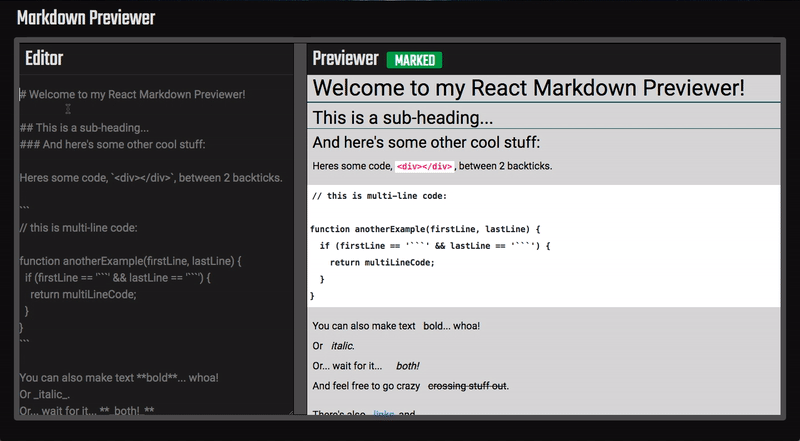 Markdown Previewer
Editor
# Welcome to my React Markdown Previewer!
## This is a sub-heading...
### And here's some other cool stuff:
Heres some code, `<div></div>`, between 2 backticks.
```
// this is multi-line code:
function anotherExample(firstLine, lastLine) {
if (firstLine == '```' && lastLine == '```') {
return multiLineCode;
}
}
```
You can also make text **bold**... whoa!
Or _italic_.
Or... wait for it... **_both!_**
Previewer MARKED
Welcome to my React Markdown Previewer!
This is a sub-heading...
And here's some other cool stuff:
Heres some code, <div></div>, between 2 backticks.
// this is multi-line code:
function anotherExample(firstLine, lastLine) {
if (firstLine == '```' && lastLine == '```') {
return multiLineCode;
}
}
You can also make text bold... whoa!
Or italic.
Or... wait for it... both!
And feel free to go crazy crossing stuff out.
There's also links and